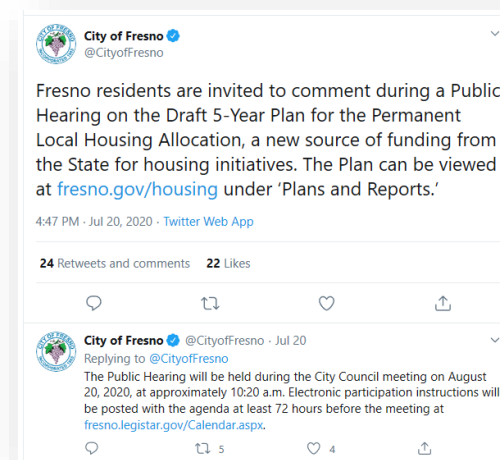 City of Fresno
@CityofFresno
Fresno residents are invited to comment during a Public
Hearing on the Draft 5-Year Plan for the Permanent
Local Housing Allocation, a new source of funding from
the State for housing initiatives. The Plan can be viewed
at fresno.gov/housing under ‘Plans and Reports.’
4:47 PM · Jul 20, 2020 · Twitter Web App
24 Retweets and comments 22 Likes
City of Fresno @CityofFresno · Jul 20
Replying to @CityofFresno
The Public Hearing will be held during the City Council meeting on August
20, 2020, at approximately 10:20 a.m. Electronic participation instructions will
be posted with the agenda at least 72 hours before the meeting at
fresno.legistar.gov/Calendar.aspx.
5 4